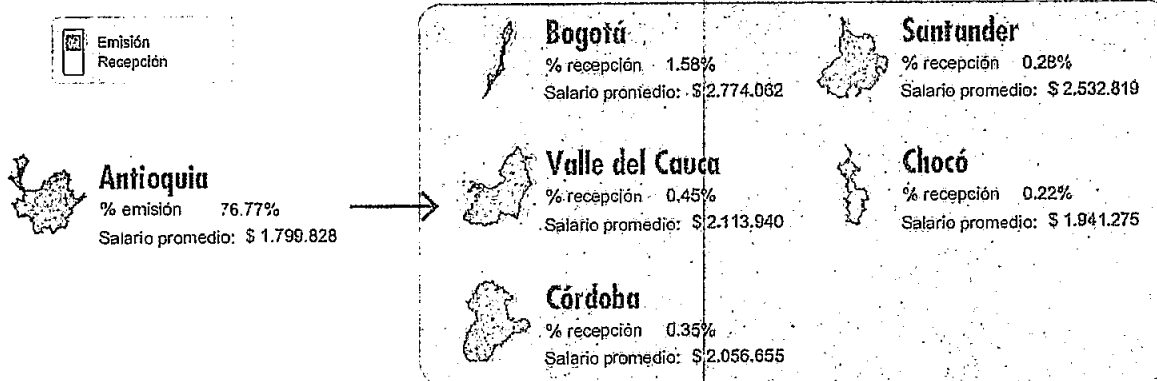 Emisión
Recepción
Antioquia
% emisión 76.77%
Salario promedio: $ 1.799.828
Bogotá
% recepción 1.58%
Salario promedio: $ 2.774.062
Valle del Cauca
% recepción 0.45%
Salario promedio: $ 2.113.940
Córdoba
% recepción 0.35%
Salario promedio: $ 2.056.655
Santander
% recepción 0.28%
Salario promedio: $ 2.532.819
Chocó
% recepción 0.22%
Salario promedio: $ 1.941.275